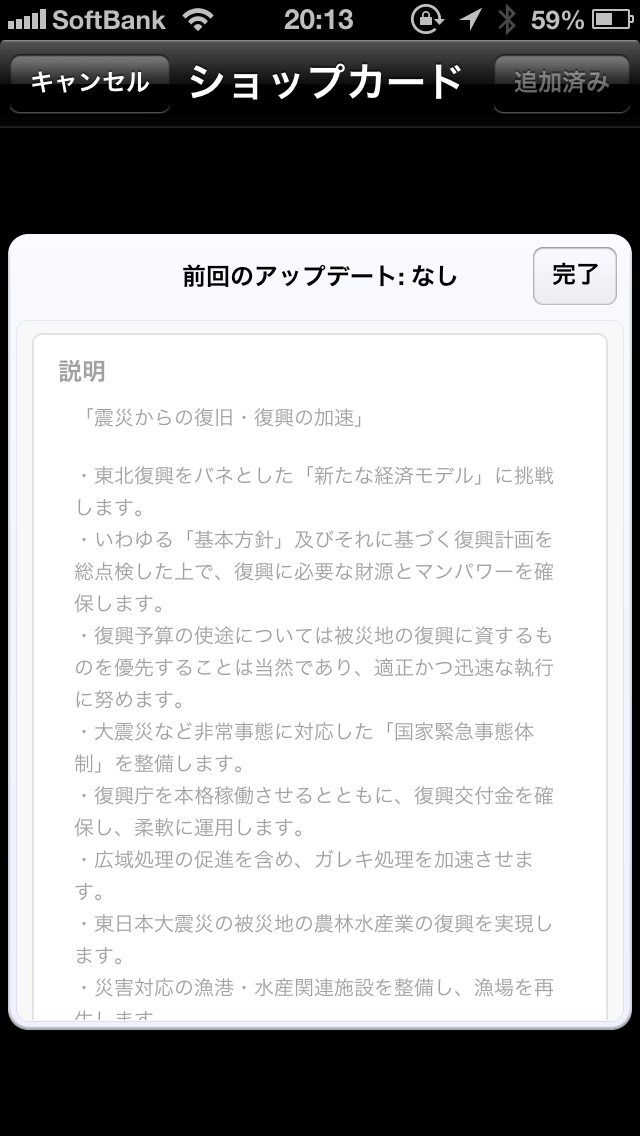 SoftBank 20:13 59%
キャンセル ショップカード 追加済み
前回のアップデート: なし 完了
説明
「震災からの復旧・復興の加速」
・東北復興をバネとした「新たな経済モデル」に挑戦
します。
・いわゆる「基本方針」及びそれに基づく復興計画を
総点検した上で、復興に必要な財源とマンパワーを確
保します。
・復興予算の使途については被災地の復興に資するも
のを優先することは当然であり、適正かつ迅速な執行
に努めます。
・大震災など非常事態に対応した「国家緊急事態体
制」を整備します。
・復興庁を本格稼働させるとともに、復興交付金を確
保し、柔軟に運用します。
・広域処理の促進を含め、ガレキ処理を加速させま
す。
・東日本大震災の被災地の農林水産業の復興を実現し
ます。
・災害対応の漁港・水産関連施設を整備し、漁場を再
生します